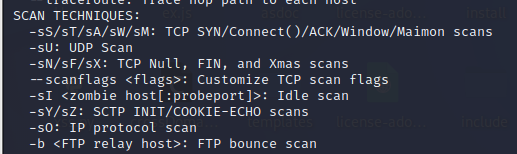 --traceroute: Trace hop path to each host
SCAN TECHNIQUES:
-sS/sT/sA/sW/sM: TCP SYN/Connect()/ACK/Window/Maimon scans
-sU: UDP Scan
-sN/sF/sX: TCP Null, FIN, and Xmas scans
--scanflags <flags>: Customize TCP scan flags
-sI <zombie host[:probeport]>: Idle scan
-sY/sZ: SCTP INIT/COOKIE-ECHO scans
-sO: IP protocol scan
-b <FTP relay host>: FTP bounce scan